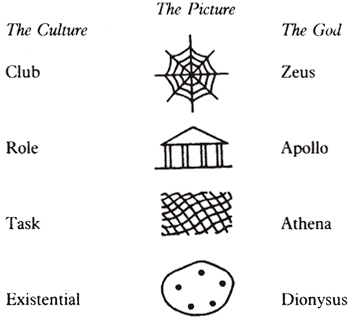 The Picture
The Culture The God
Club Zeus
Role Apollo
Task Athena
Existential Dionysus